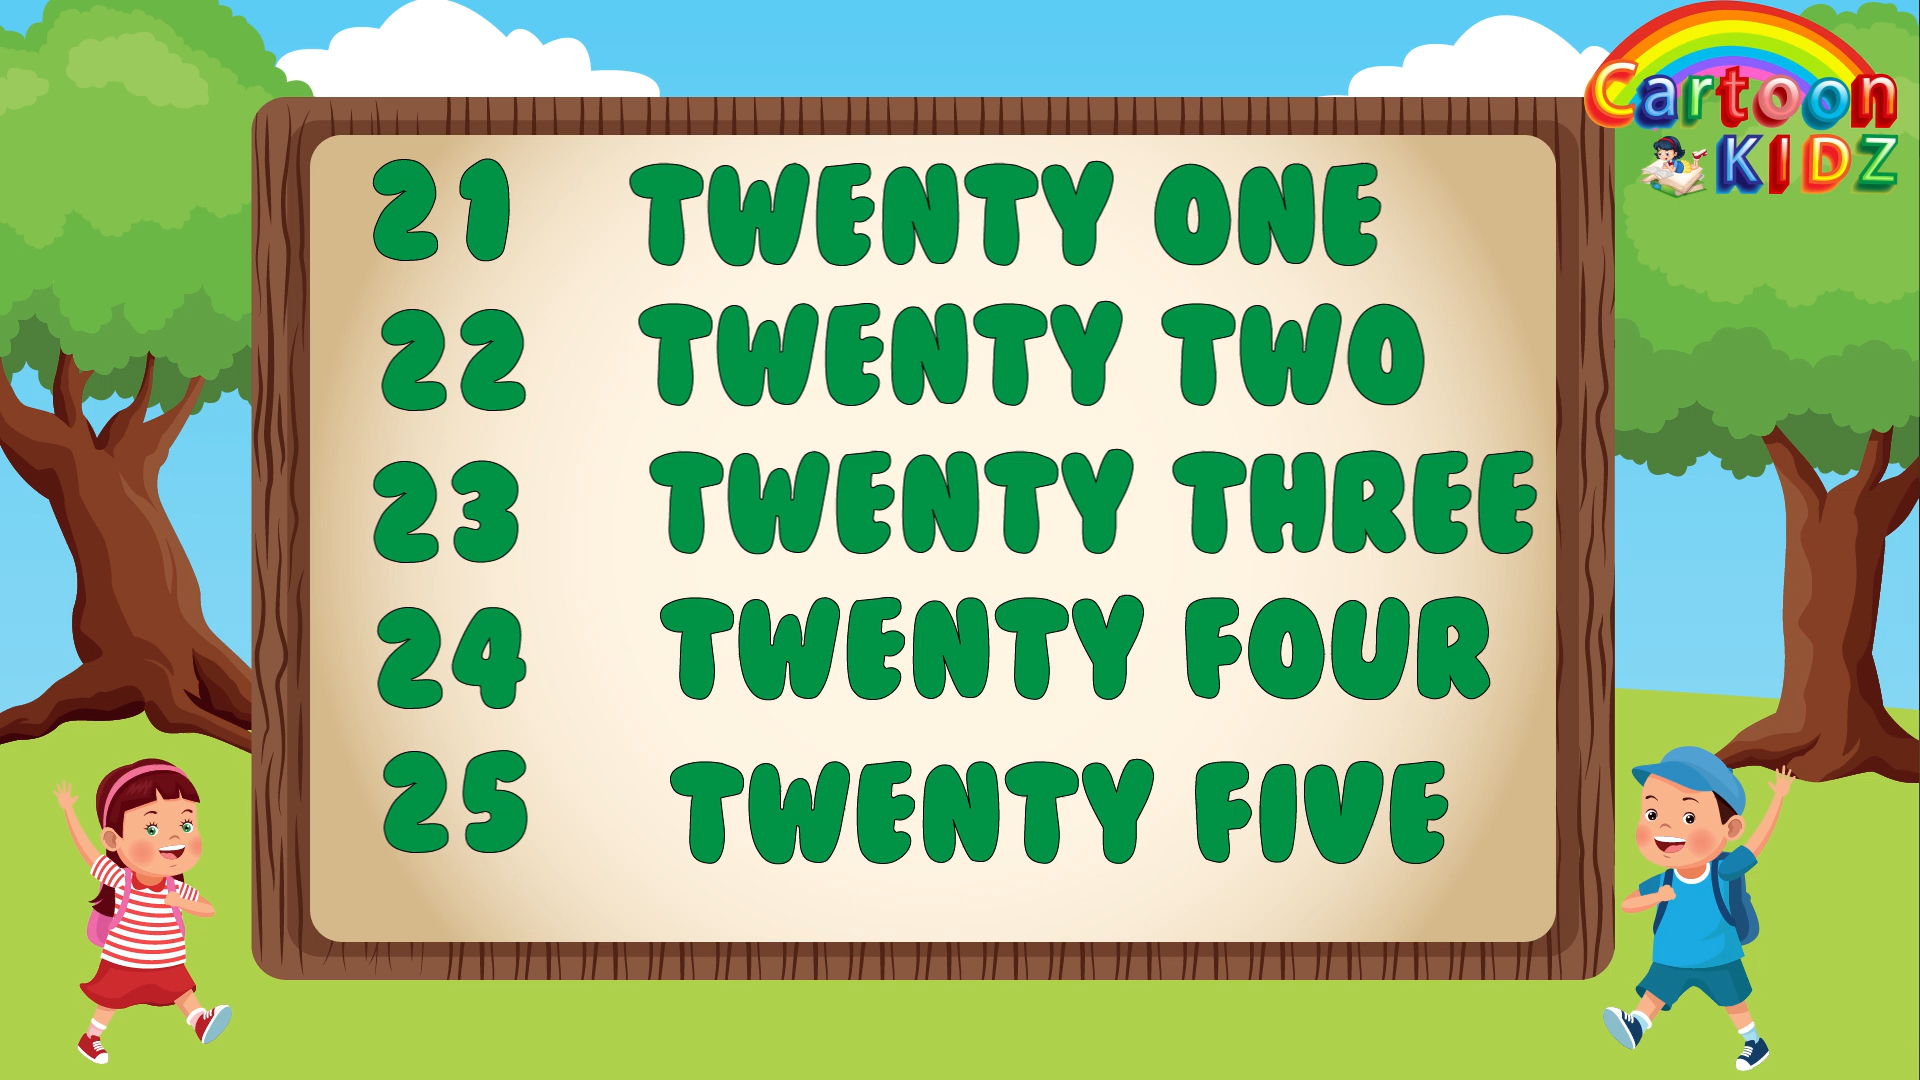 Cartoon
KIDZ
21 TWENTY ONE
22 TWENTY TWO
23 TWENTY THREE
24 TWENTY FOUR
25 TWENTY FIVE